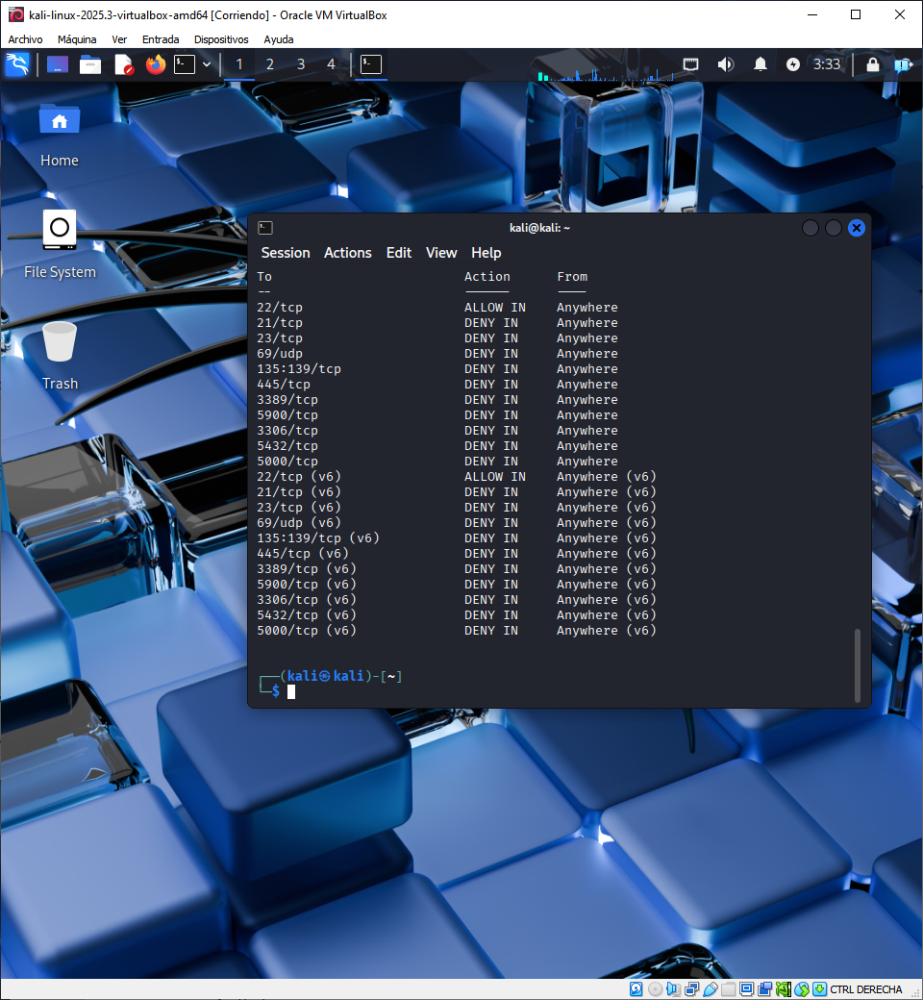 kali-linux-2025.3-virtualbox-amd64 [Corriendo] - Oracle VM VirtualBox
Archivo Máquina Ver Entrada Dispositivos Ayuda
1 2 3 4 3:33
Home
File System
Trash
kali@kali: ~
Session Actions Edit View Help
To Action From
-- ------ ----
22/tcp ALLOW IN Anywhere
21/tcp DENY IN Anywhere
23/tcp DENY IN Anywhere
69/udp DENY IN Anywhere
135:139/tcp DENY IN Anywhere
445/tcp DENY IN Anywhere
3389/tcp DENY IN Anywhere
5900/tcp DENY IN Anywhere
3306/tcp DENY IN Anywhere
5432/tcp DENY IN Anywhere
5000/tcp DENY IN Anywhere
22/tcp (v6) ALLOW IN Anywhere (v6)
21/tcp (v6) DENY IN Anywhere (v6)
23/tcp (v6) DENY IN Anywhere (v6)
69/udp (v6) DENY IN Anywhere (v6)
135:139/tcp (v6) DENY IN Anywhere (v6)
445/tcp (v6) DENY IN Anywhere (v6)
3389/tcp (v6) DENY IN Anywhere (v6)
5900/tcp (v6) DENY IN Anywhere (v6)
3306/tcp (v6) DENY IN Anywhere (v6)
5432/tcp (v6) DENY IN Anywhere (v6)
5000/tcp (v6) DENY IN Anywhere (v6)
┌──(kali㉿kali)-[~]
└─$
CTRL DERECHA